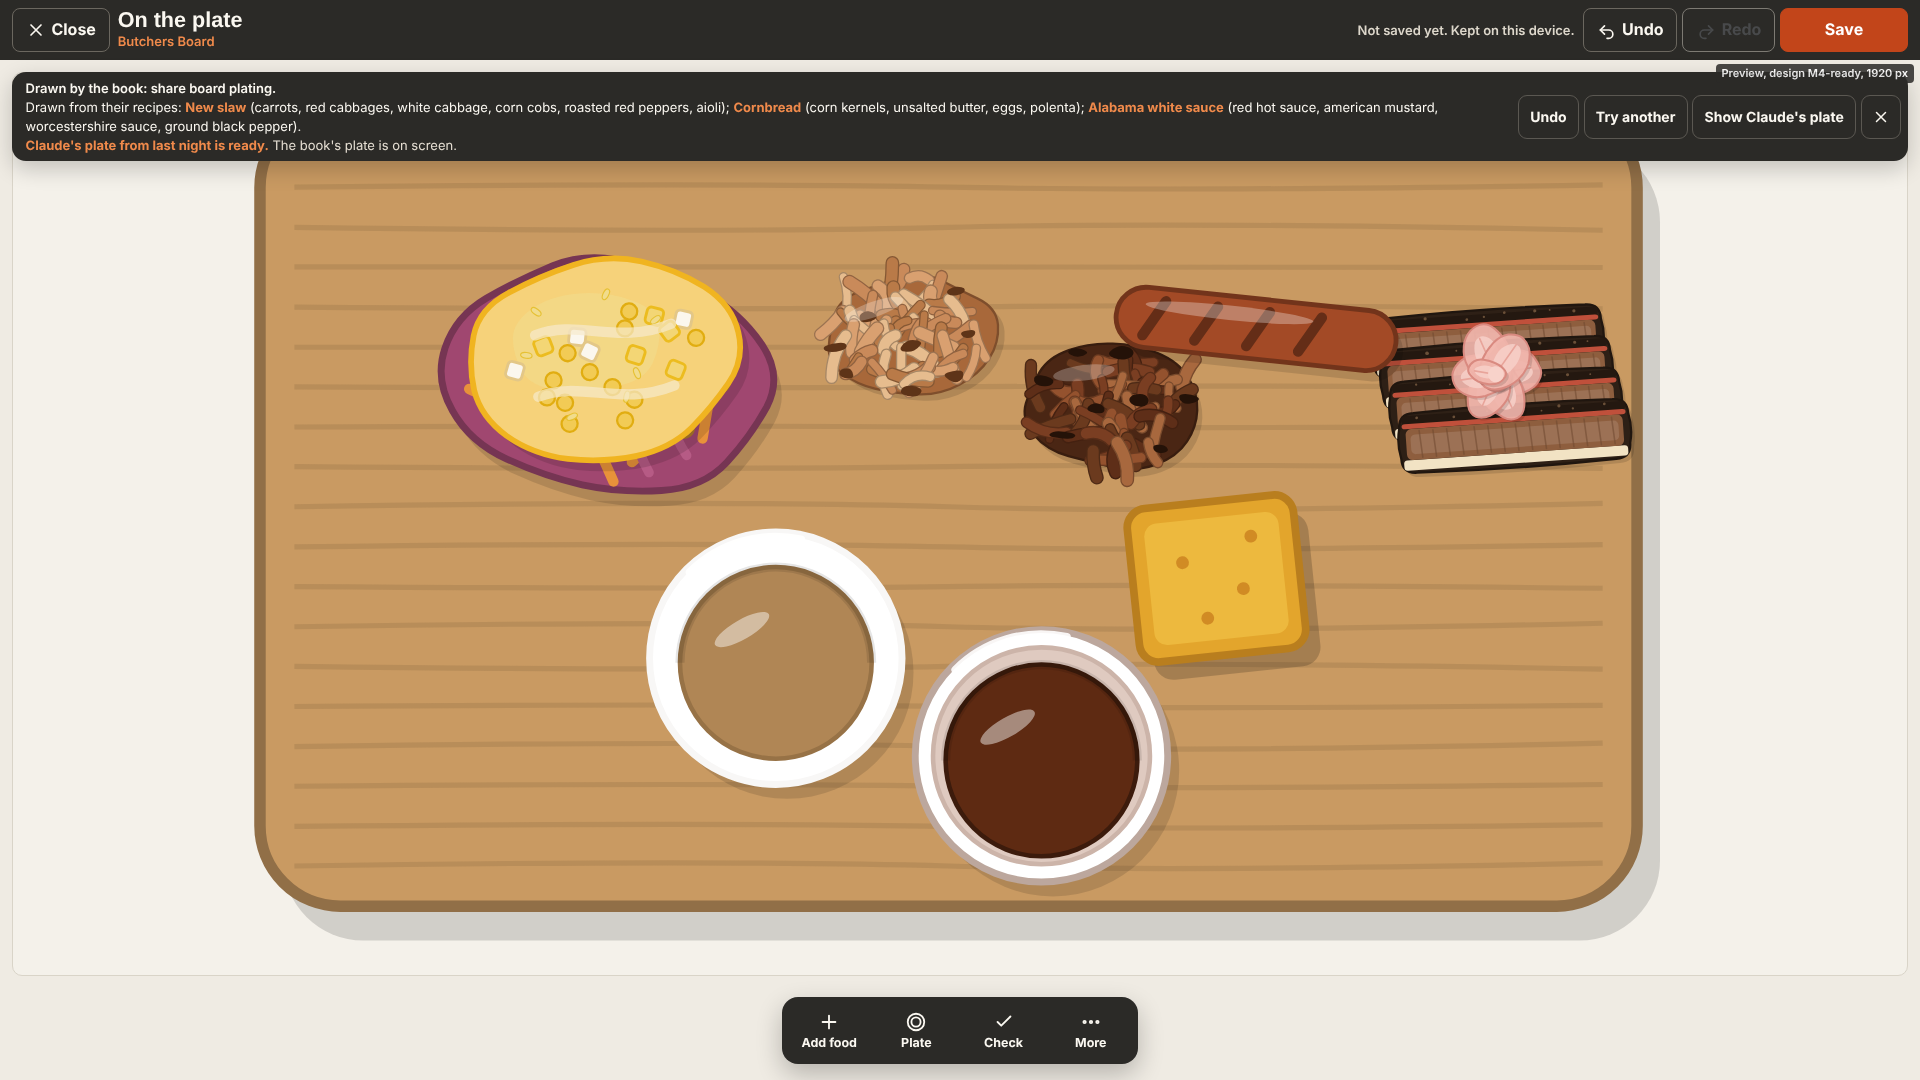 Close
On the plate
Butchers Board
Not saved yet. Kept on this device.
Undo
Redo
Save
Preview, design M4-ready, 1920 px
Drawn by the book: share board plating.
Drawn from their recipes: New slaw (carrots, red cabbages, white cabbage, corn cobs, roasted red peppers, aioli); Cornbread (corn kernels, unsalted butter, eggs, polenta); Alabama white sauce (red hot sauce, american mustard,
worcestershire sauce, ground black pepper).
Claude's plate from last night is ready. The book's plate is on screen.
Undo
Try another
Show Claude's plate
Add food
Plate
Check
More